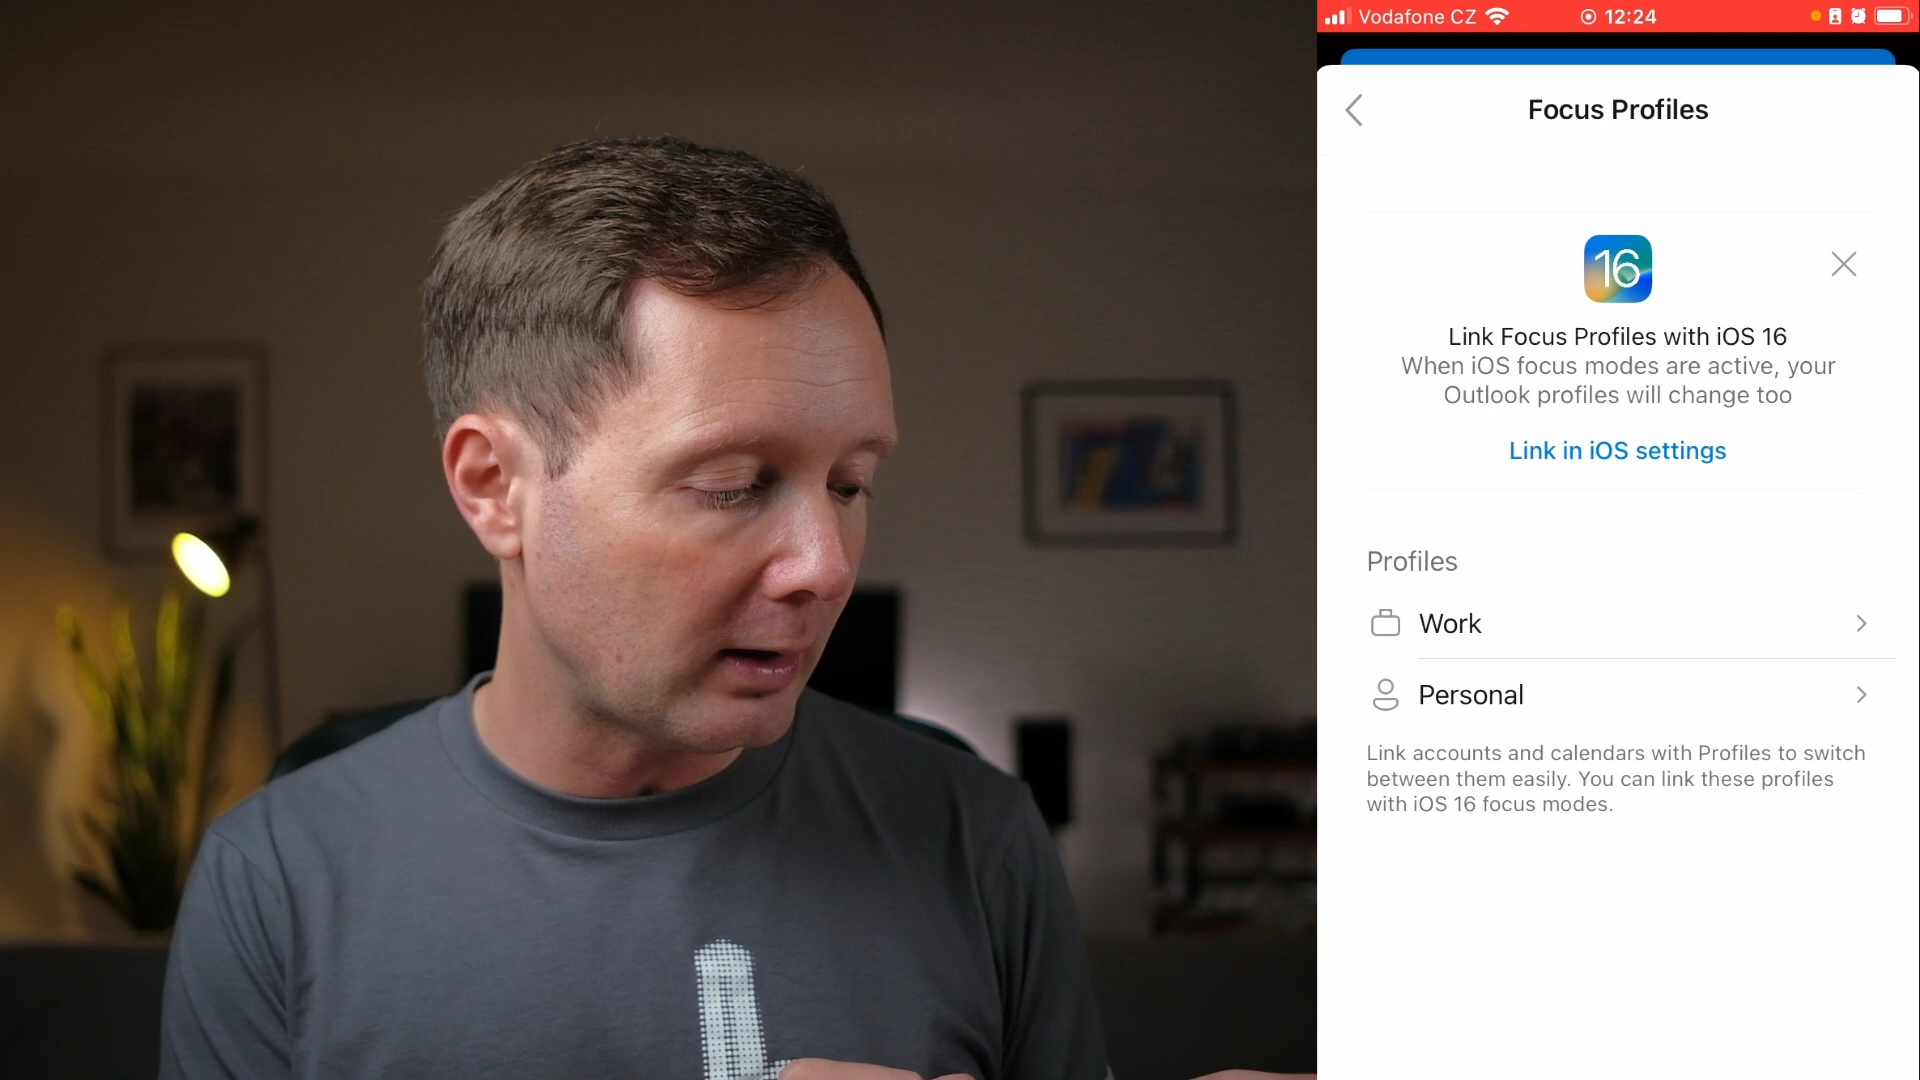 Vodafone CZ 12:24
Focus Profiles
16
Link Focus Profiles with iOS 16
When iOS focus modes are active, your
Outlook profiles will change too
Link in iOS settings
Profiles
Work
Personal
Link accounts and calendars with Profiles to switch
between them easily. You can link these profiles
with iOS 16 focus modes.